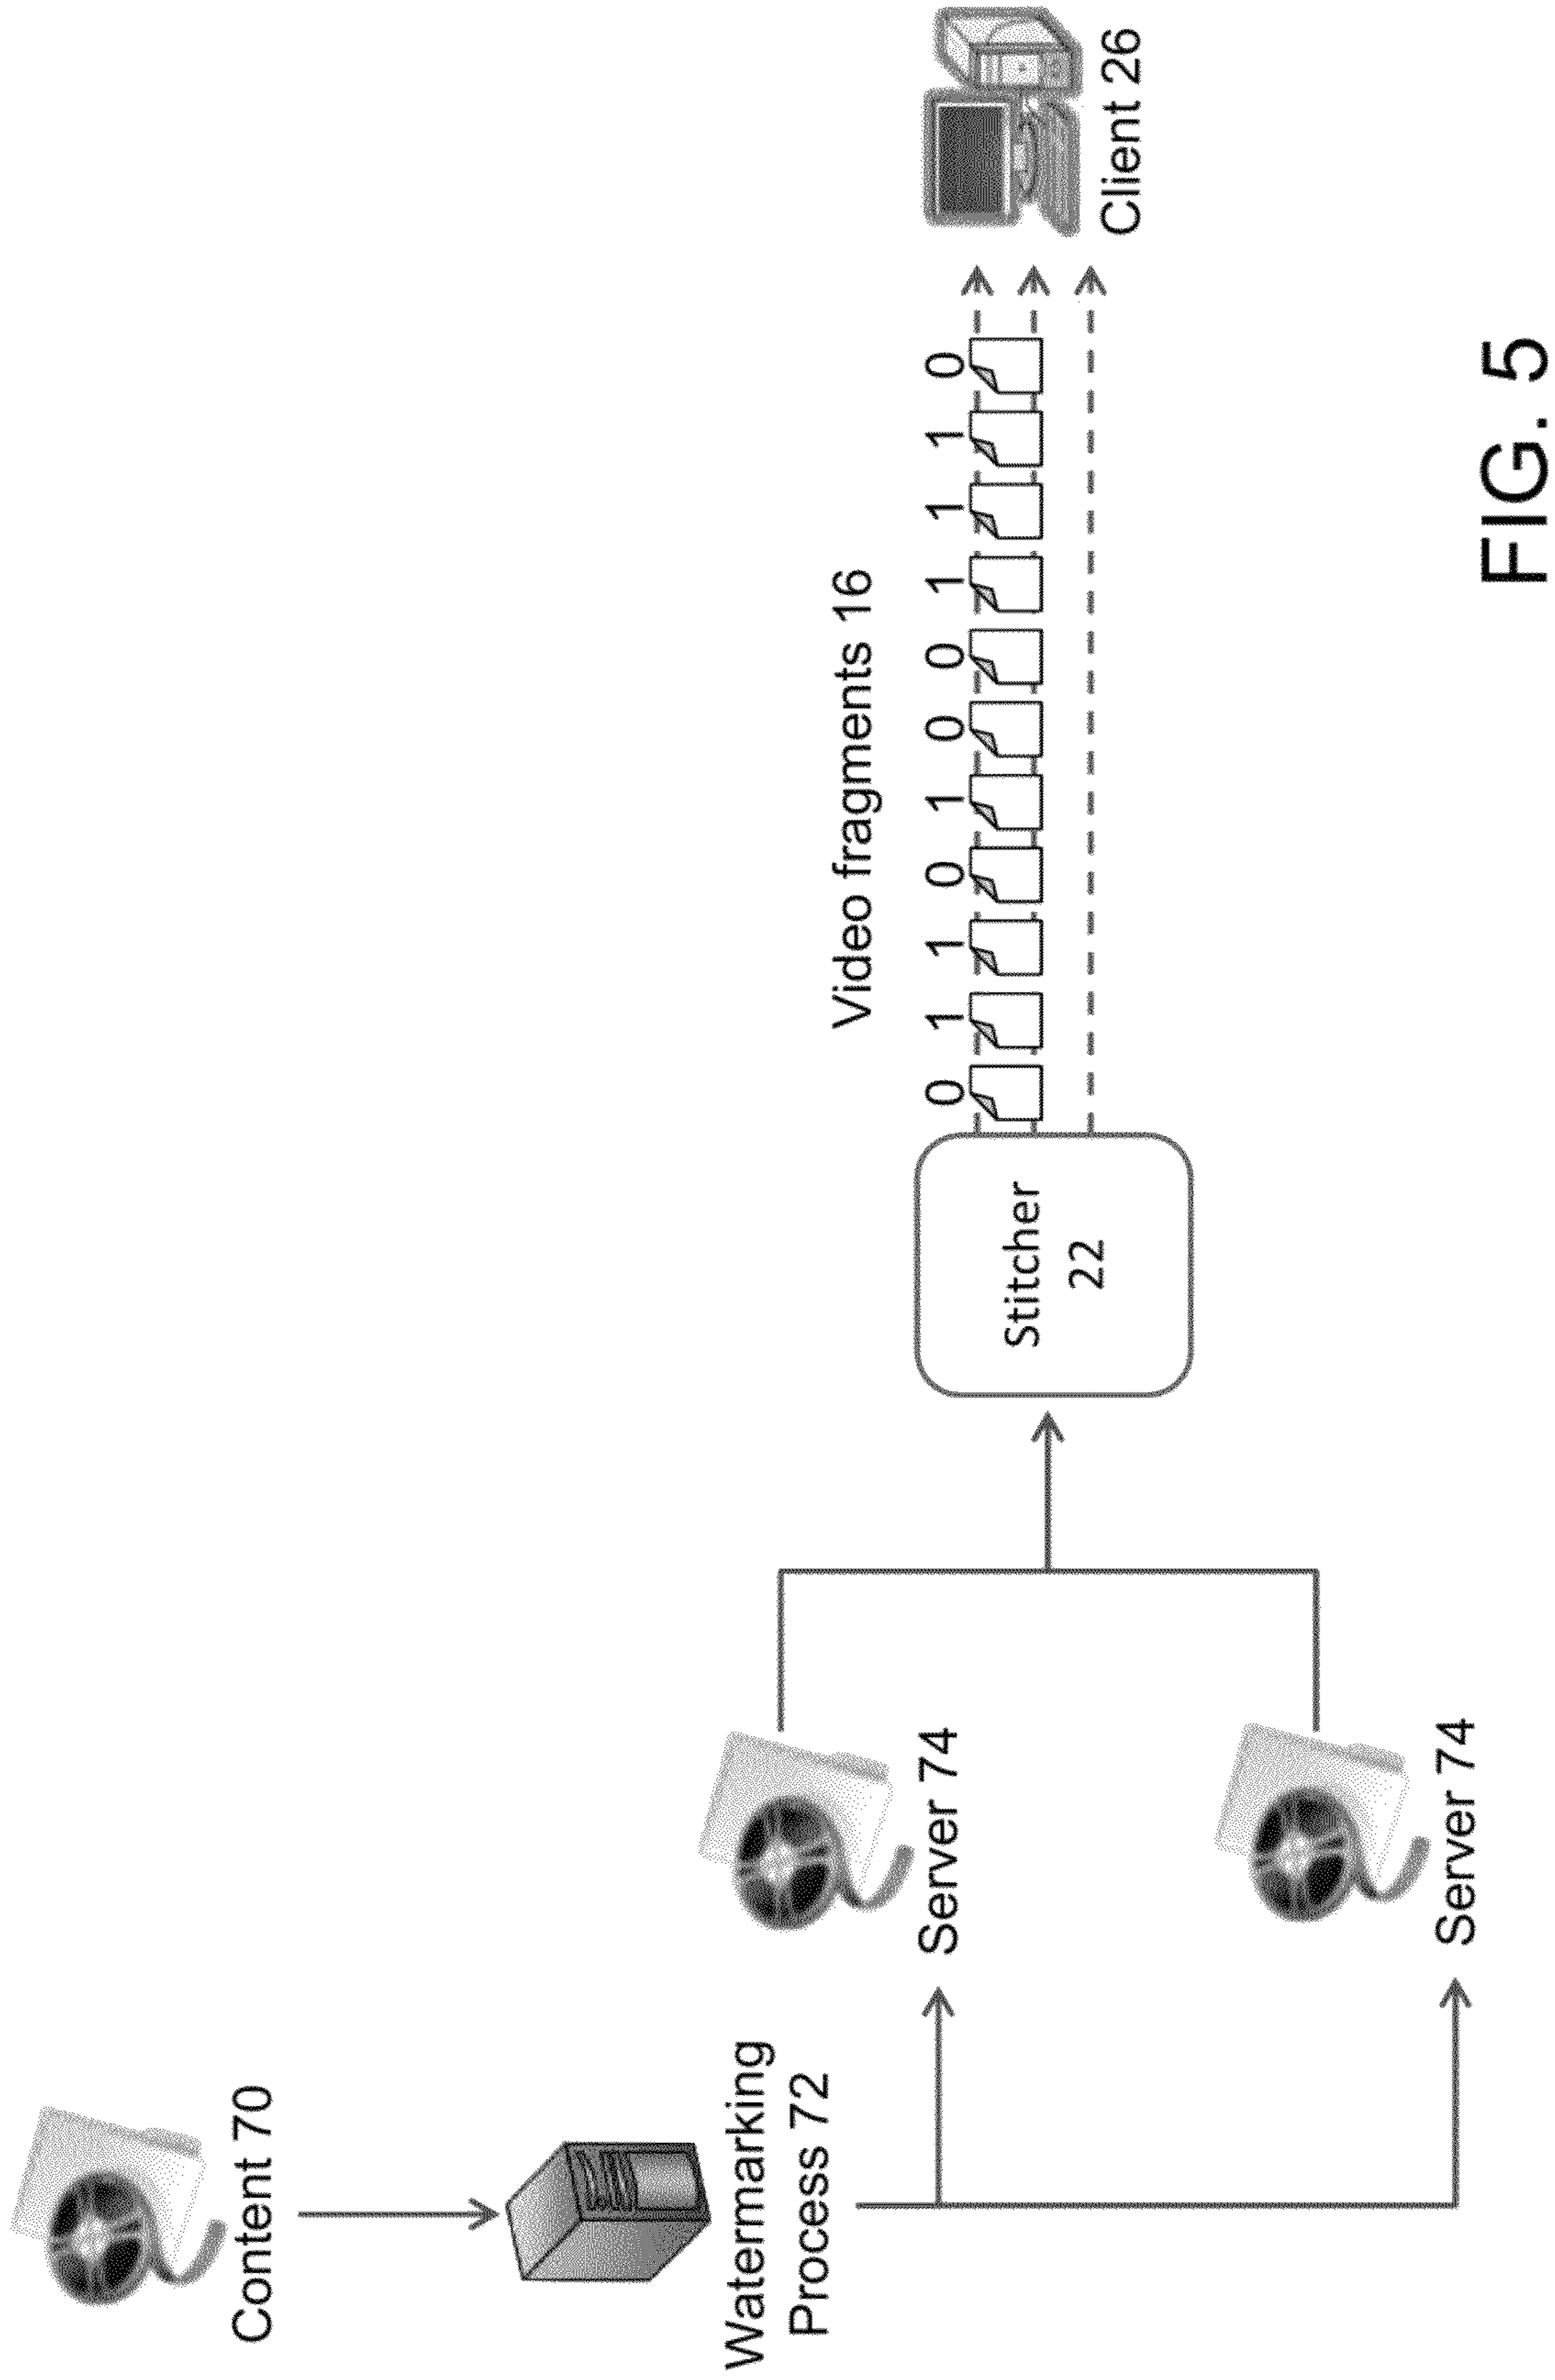 Content 70
Watermarking
Process 72
Server 74
Server 74
Stitcher
22
Video fragments 16
0 1 1 0 1 0 0 1 1 1 0
Client 26
FIG. 5